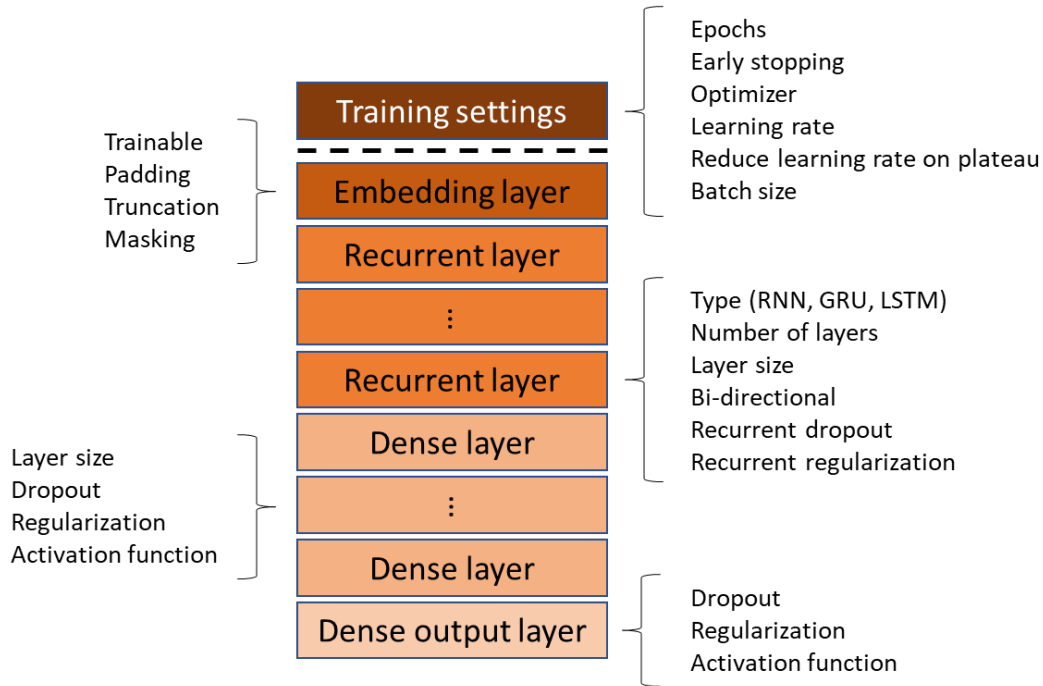 Epochs
Early stopping
Optimizer
Learning rate
Reduce learning rate on plateau
Batch size
Training settings
Trainable
Padding
Truncation
Masking
Embedding layer
Recurrent layer
⋮
Recurrent layer
Type (RNN, GRU, LSTM)
Number of layers
Layer size
Bi-directional
Recurrent dropout
Recurrent regularization
Dense layer
⋮
Dense layer
Layer size
Dropout
Regularization
Activation function
Dense output layer
Dropout
Regularization
Activation function